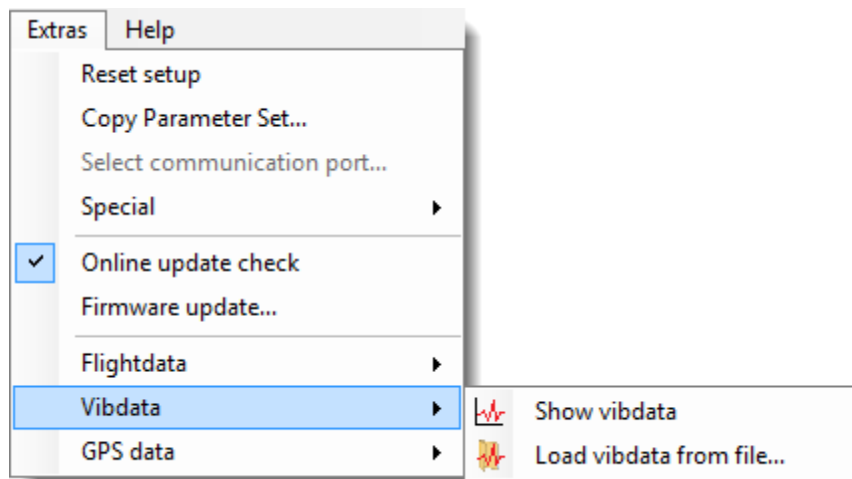 Extras Help
Reset setup
Copy Parameter Set...
Select communication port...
Special
Online update check
Firmware update...
Flightdata
Vibdata
Show vibdata
GPS data
Load vibdata from file...